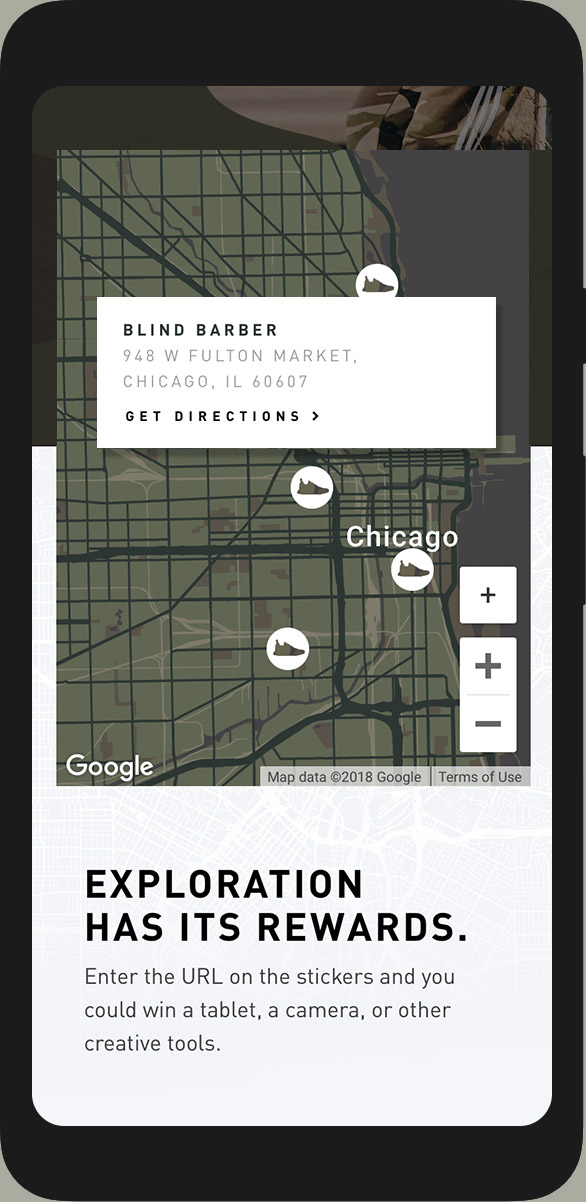 BLIND BARBER
948 W FULTON MARKET,
CHICAGO, IL 60607
GET DIRECTIONS >
Chicago
+
+
−
Google
Map data ©2018 Google | Terms of Use
EXPLORATION
HAS ITS REWARDS.
Enter the URL on the stickers and you
could win a tablet, a camera, or other
creative tools.